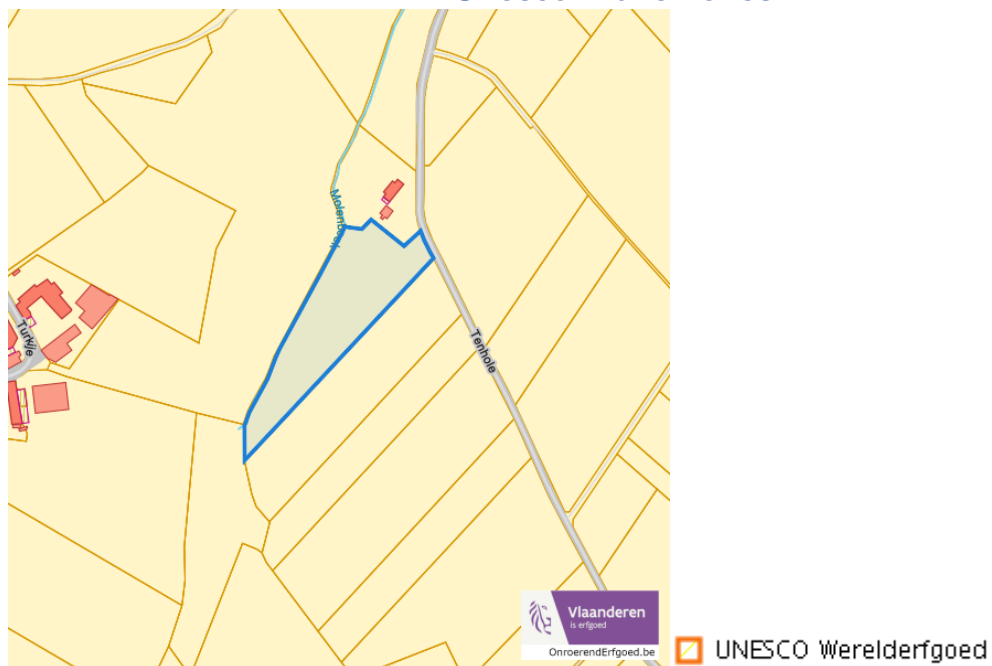 Molenbeek
Turkije
Tenhole
Vlaanderen
is erfgoed
OnroerendErfgoed.be
UNESCO Werelderfgoed